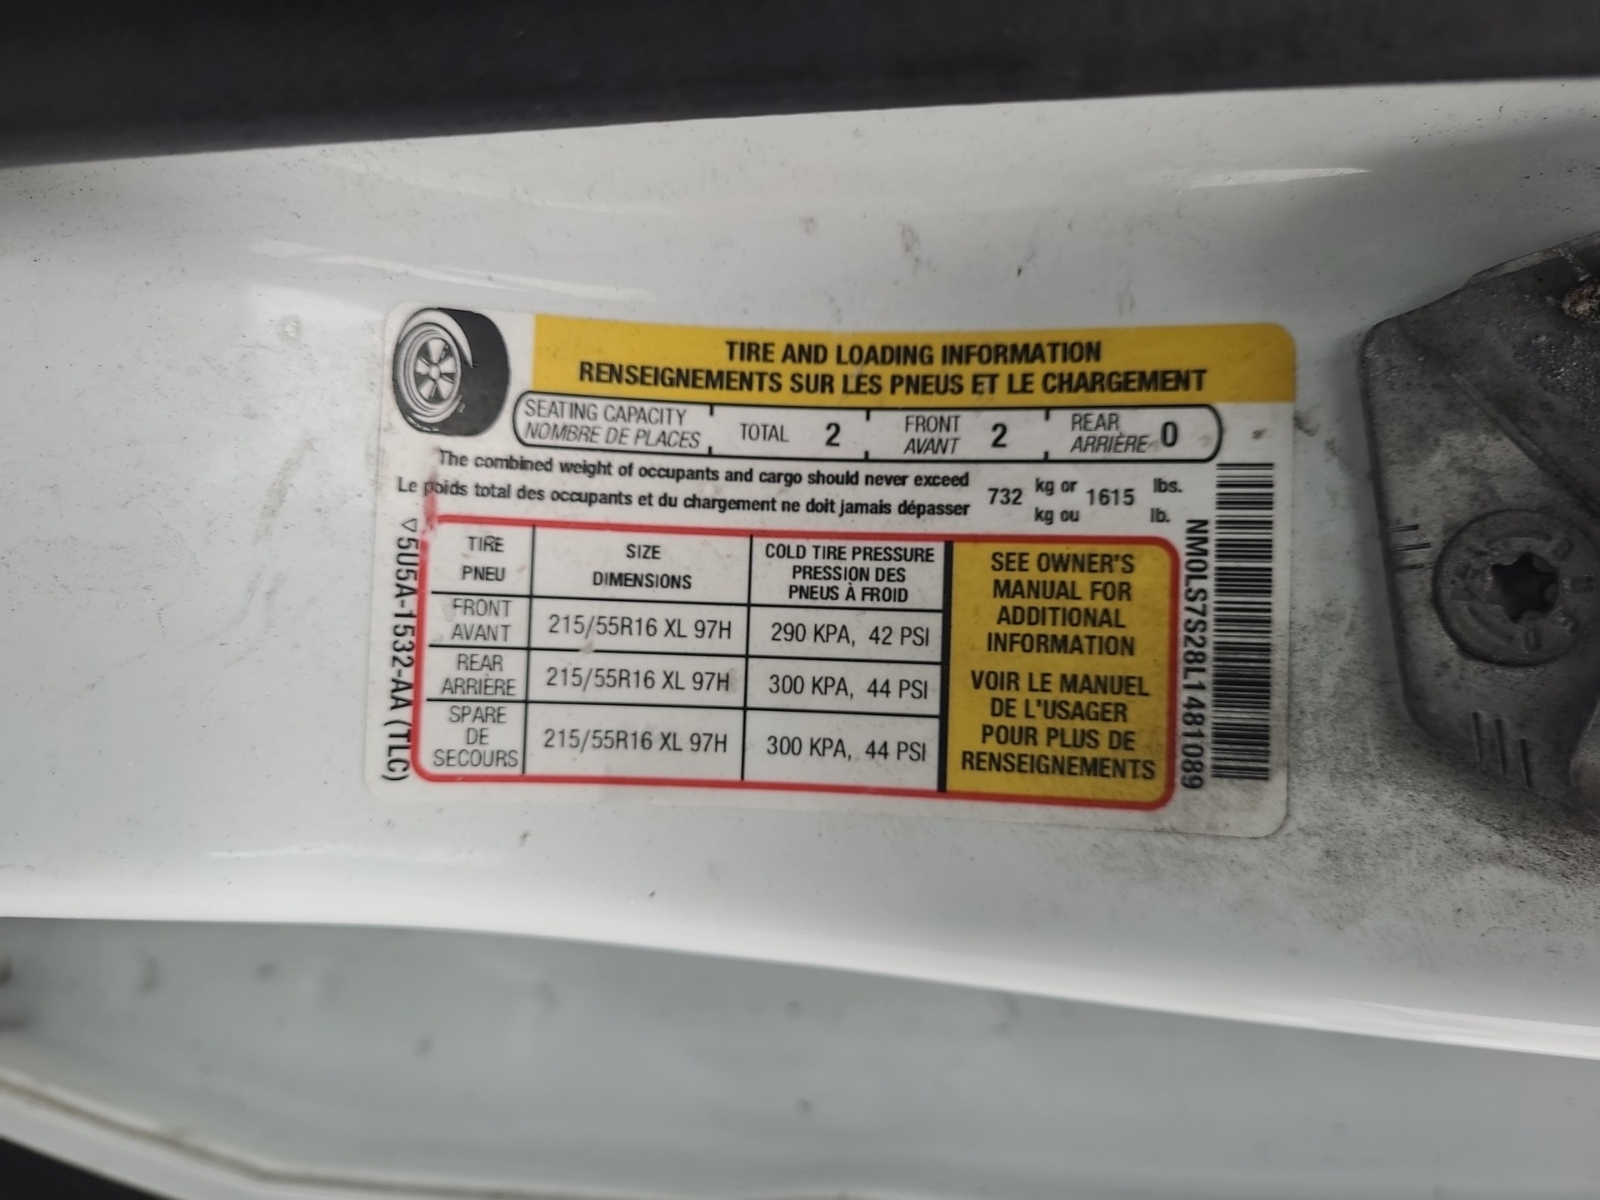 TIRE AND LOADING INFORMATION
RENSEIGNEMENTS SUR LES PNEUS ET LE CHARGEMENT
SEATING CAPACITY
NOMBRE DE PLACES
TOTAL 2
FRONT
AVANT
2
REAR
ARRIÈRE
0
The combined weight of occupants and cargo should never exceed
Le poids total des occupants et du chargement ne doit jamais dépasser
732 kg or 1615 lbs.
kg ou lb.
TIRE
PNEU
SIZE
DIMENSIONS
COLD TIRE PRESSURE
PRESSION DES
PNEUS À FROID
FRONT
AVANT
215/55R16 XL 97H
290 KPA, 42 PSI
REAR
ARRIÈRE
215/55R16 XL 97H
300 KPA, 44 PSI
SPARE
DE
SECOURS
215/55R16 XL 97H
300 KPA, 44 PSI
SEE OWNER'S
MANUAL FOR
ADDITIONAL
INFORMATION
VOIR LE MANUEL
DE L'USAGER
POUR PLUS DE
RENSEIGNEMENTS
▽5U5A-1532-AA (TLC)
NM0LS7S28L1481089